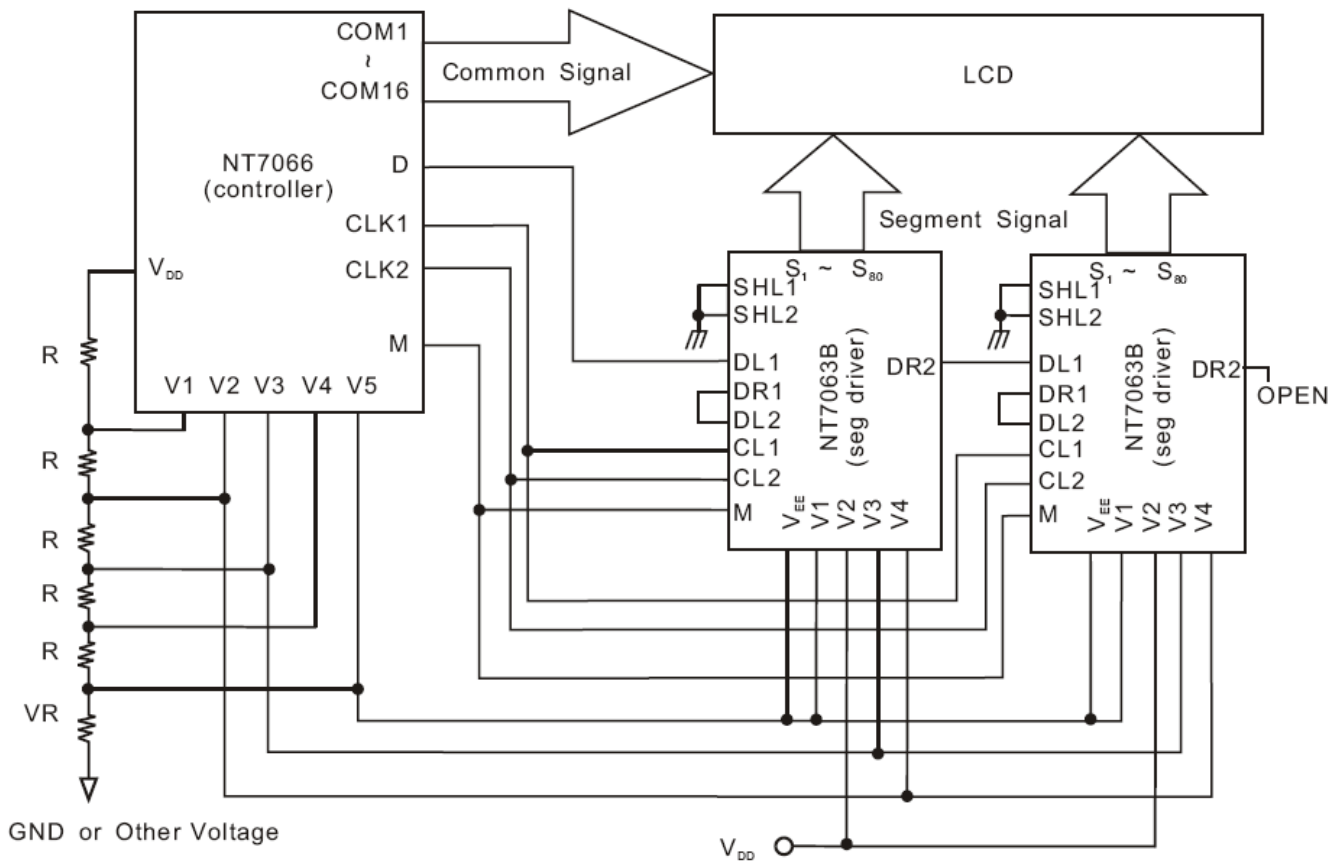 COM1
~
COM16
Common Signal
LCD
NT7066
(controller)
D
CLK1
CLK2
M
VDD
V1 V2 V3 V4 V5
R
R
R
R
R
VR
GND or Other Voltage
Segment Signal
S1 ~ S80
SHL1
SHL2
DL1
DR1
DL2
CL1
CL2
M
DR2
NT7063B
(seg driver)
VEE V1 V2 V3 V4
S1 ~ S80
SHL1
SHL2
DL1
DR1
DL2
CL1
CL2
M
DR2
OPEN
NT7063B
(seg driver)
VEE V1 V2 V3 V4
VDD